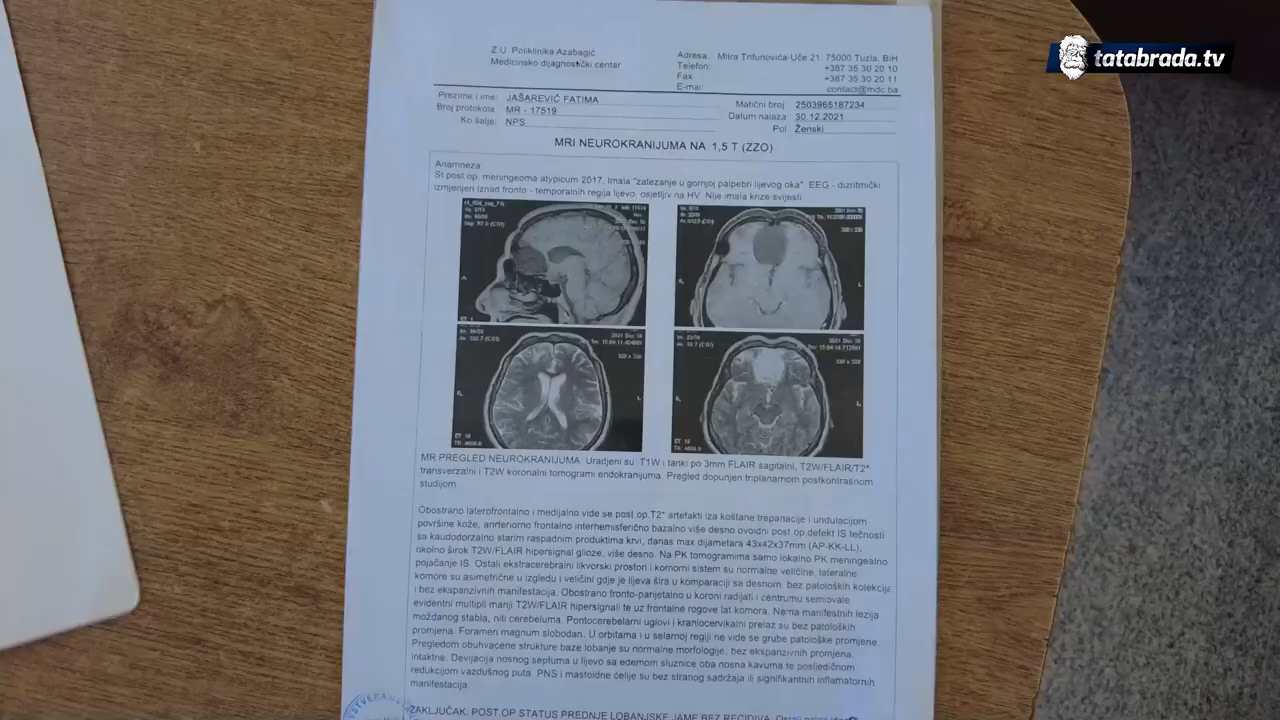 tatabrada.tv
Z.U. Poliklinika Azabagić
Medicinsko dijagnostički centar
Adresa: Mitra Trifunovića Uče 21, 75000 Tuzla, BiH
Telefon: +387 35 30 20 10
Fax +387 35 30 20 11
E-mai: contact@mdc.ba
Prezime i ime: JAŠAREVIĆ FATIMA
Broj protokola: MR - 17519
Ko šalje: NPS
Matični broj: 2503965187234
Datum nalaza: 30.12.2021
Pol: Ženski
MRI NEUROKRANIJUMA NA 1,5 T (ZZO)
Anamneza:
St.post.op. meningeoma atypicum 2017. Imala "zatezanje u gornjoj palpebri lijevog oka". EEG - dizritmički
izmjenjen iznad fronto - temporalnih regija lijevo, osjetljiv na HV. Nije imala krize svijesti
MR PREGLED NEUROKRANIJUMA. Uradjeni su T1W i tanki po 3mm FLAIR sagitalni, T2W/FLAIR/T2*
transverzalni i T2W koronalni tomogrami endokranijuma. Pregled dopunjen triplanarnom postkontrasnom
studijom.
Obostrano laterofrontalno i medijalno vide se post.op.T2* artefakti iza koštane trepanacije i undulacijom
površine kože, anrteriorno frontalno interhemisferično bazalno više desno ovoidni post.op.defekt IS tečnosti
sa kaudodorzalno starim raspadnim produktima krvi, danas max dijametara 43x42x37mm (AP-KK-LL),
okolno širok T2W/FLAIR hipersignal glioze, više desno. Na PK tomogramima samo lokalno PK meningealno
pojačanje IS. Ostali ekstracerebralni likvorski prostori i komorni sistem su normalne veličine, lateralne
komore su asimetrične u izgledu i veličini gdje je lijeva šira u komparaciji sa desnom, bez patoloških kolekcija
i bez ekspanzivnih manifestacija. Obostrano fronto-parijetalno u koroni radijati i centrumu semiovale
evidentni multipli manji T2W/FLAIR hipersignali te uz frontalne rogove lat.komora. Nema manifestnih lezija
moždanog stabla, niti cerebeluma. Pontocerebelarni uglovi i kraniocervikalni prelaz su bez patoloških
promjena. Foramen magnum slobodan. U orbitama i u selarnoj regiji ne vide se grube patološke promjene.
Pregledom obuhvaćene strukture baze lobanje su normalne morfologije, bez ekspanzivnih promjena,
intaktne. Devijacija nosnog septuma u lijevo sa edemom sluznice oba nosna kavuma te posljedičnom
redukcijom vazdušnog puta. PNS i mastoidne ćelije su bez stranog sadržaja ili signifikantnih inflamatornih
manifestacija.
ZAKLJUČAK: POST OP STATUS PREDNJE LOBANJSKE JAME BEZ RECIDIVA. Ostali